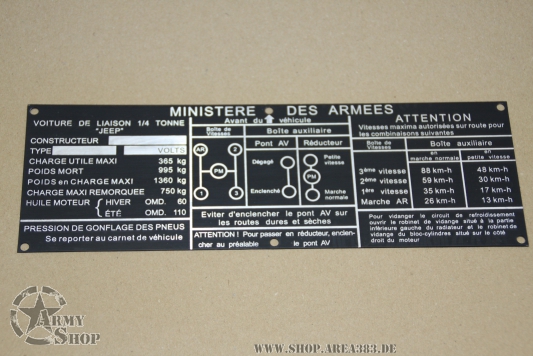 MINISTERE DES ARMEES
VOITURE DE LIAISON 1/4 TONNE
"JEEP"
CONSTRUCTEUR
TYPE VOLTS
CHARGE UTILE MAXI 365 kg
POIDS MORT 995 kg
POIDS en CHARGE MAXI 1360 kg
CHARGE MAXI REMORQUEE 750 kg
HUILE MOTEUR { HIVER OMD. 60
ÉTÉ OMD. 110
PRESSION DE GONFLAGE DES PNEUS
Se reporter au carnet de véhicule
Avant du véhicule
Boîte de
Vitesses
AR 2
PM
1 3
Boîte auxiliaire
Pont AV
Dégagé
Enclenché
Réducteur
Petite
vitesse
PM
Marche
normale
Eviter d'enclencher le pont AV sur
les routes dures et sèches
ATTENTION ! Pour passer en réducteur, enclen-
cher au préalable le pont AV
ATTENTION
Vitesses maxima autorisées sur route pour
les combinaisons suivantes
Boîte de
Vitesses
Boîte auxiliaire
en
marche normale
en
petite vitesse
3ème vitesse 88 km-h 48 km-h
2ème vitesse 59 km-h 30 km-h
1ère vitesse 35 km-h 17 km-h
Marche AR 26 km-h 13 km-h
Pour vidanger le circuit de refroidissement
ouvrir le robinet de vidange situé à la partie
inférieure gauche du radiateur et le robinet de
vidange du bloc-cylindres situé sur le côté
droit du moteur
ARMY
SHOP
WWW.SHOP.AREA383.DE